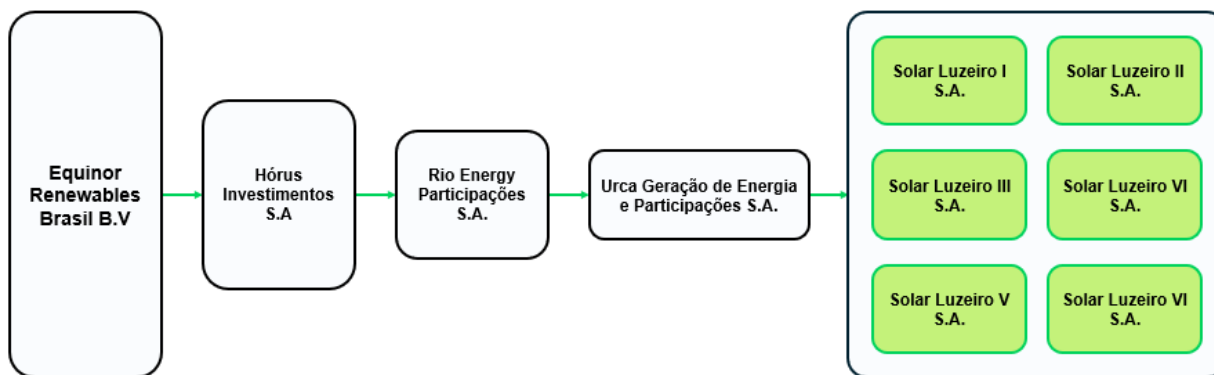 Equinor
Renewables
Brasil B.V
Hórus
Investimentos
S.A
Rio Energy
Participações
S.A.
Urca Geração de Energia
e Participações S.A.
Solar Luzeiro I
S.A.
Solar Luzeiro II
S.A.
Solar Luzeiro III
S.A.
Solar Luzeiro VI
S.A.
Solar Luzeiro V
S.A.
Solar Luzeiro VI
S.A.